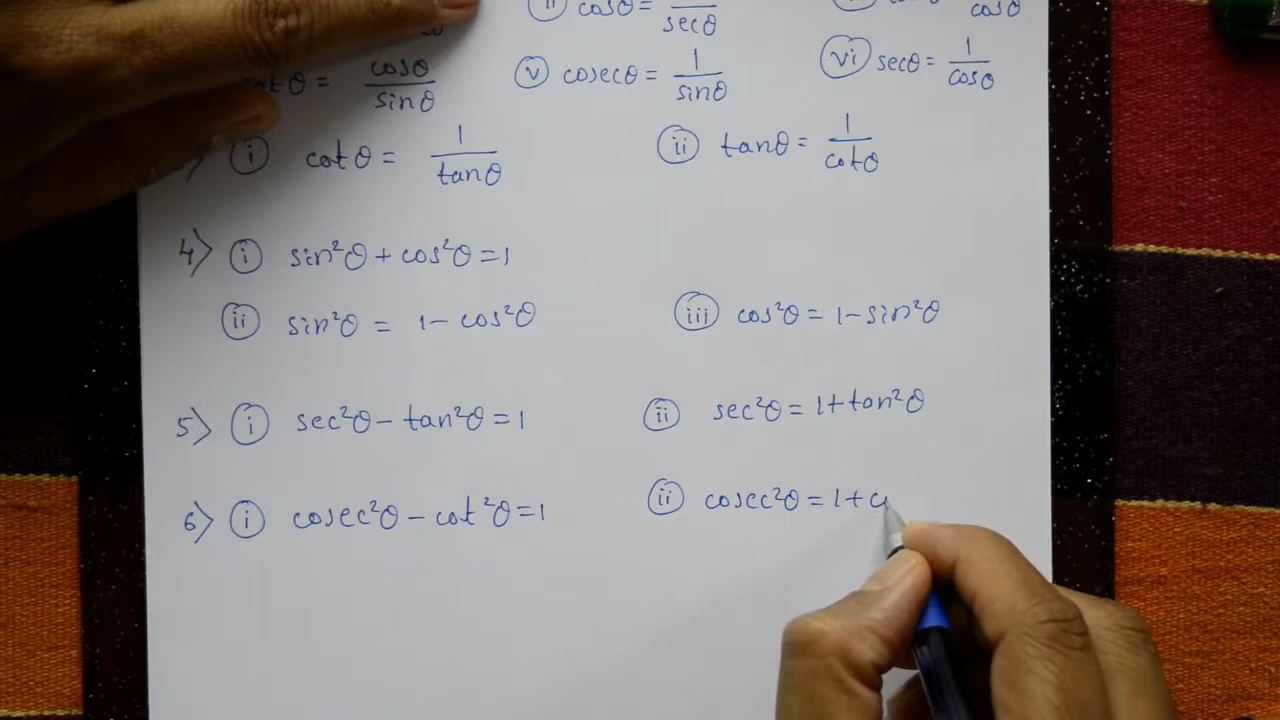 ii cosθ = 1/secθ cosθ
cotθ = cosθ/sinθ v cosecθ = 1/sinθ vi secθ = 1/cosθ
i cotθ = 1/tanθ ii tanθ = 1/cotθ
4) i sin²θ + cos²θ = 1
ii sin²θ = 1 - cos²θ iii cos²θ = 1 - sin²θ
5) i sec²θ - tan²θ = 1 ii sec²θ = 1 + tan²θ
6) i cosec²θ - cot²θ = 1 ii cosec²θ = 1 + c